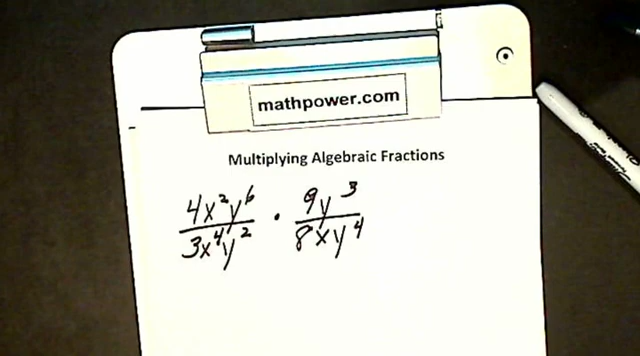 mathpower.com
Multiplying Algebraic Fractions
4x²y⁶ / 3x⁴y² · 9y³ / 8xy⁴